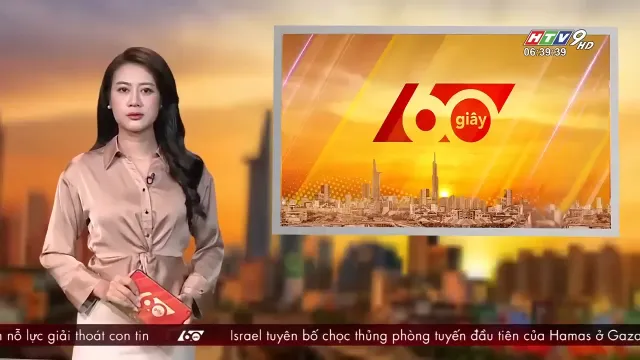 HTV9 HD
06:39:39
60
giây
nỗ lực giải thoát con tin 60 Israel tuyên bố chọc thủng phòng tuyến đầu tiên của Hamas ở Gaz